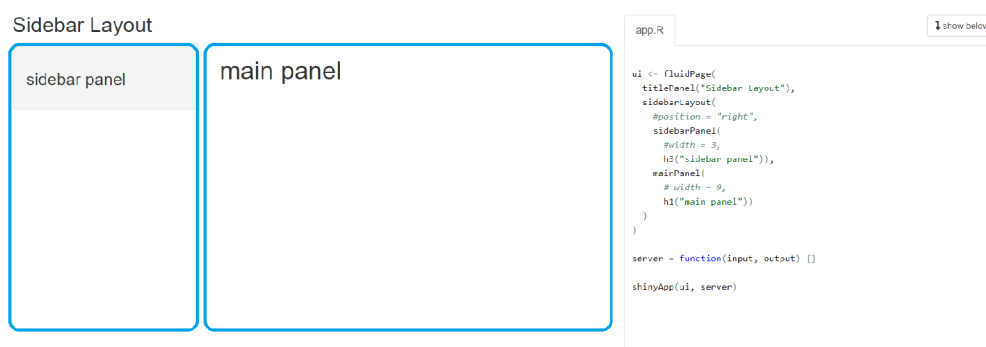 Sidebar Layout
sidebar panel
main panel
app.R
show below
ui <- fluidPage(
titlePanel("Sidebar Layout"),
sidebarLayout(
#position = "right",
sidebarPanel(
#width = 3,
h3("sidebar panel")),
mainPanel(
# width = 9,
h1("main panel"))
)
)
server = function(input, output) {}
shinyApp(ui, server)